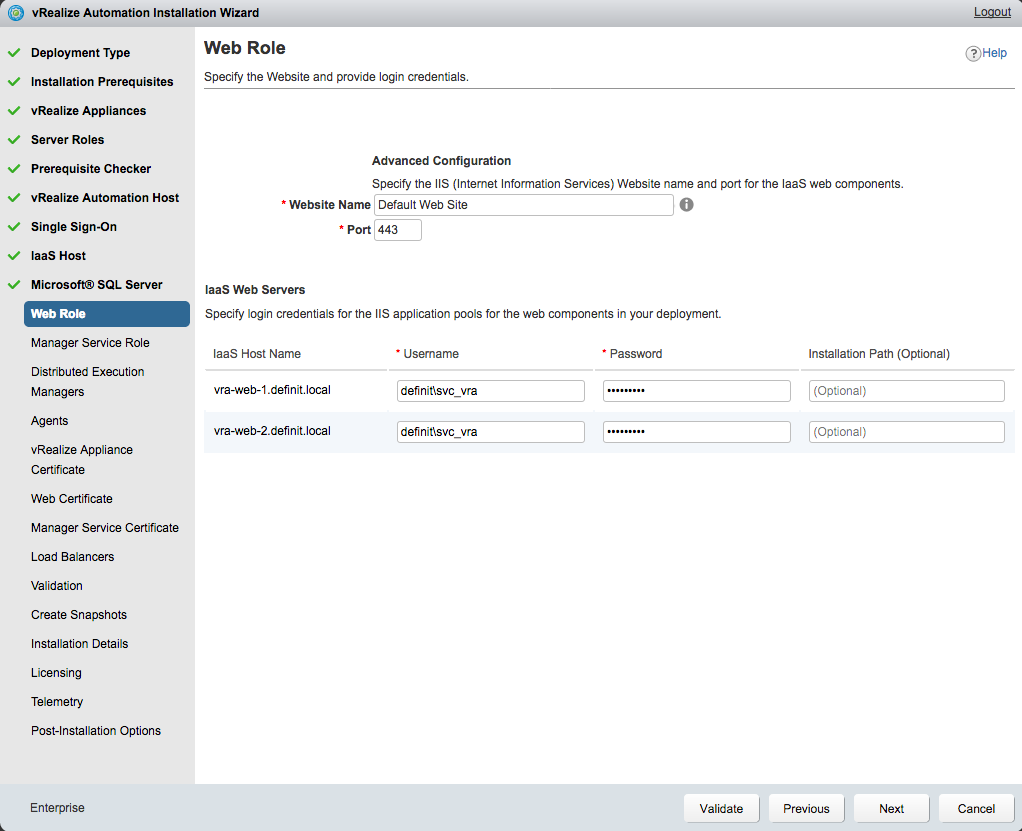 vRealize Automation Installation Wizard
Logout
Deployment Type
Installation Prerequisites
vRealize Appliances
Server Roles
Prerequisite Checker
vRealize Automation Host
Single Sign-On
IaaS Host
Microsoft® SQL Server
Web Role
Manager Service Role
Distributed Execution
Managers
Agents
vRealize Appliance
Certificate
Web Certificate
Manager Service Certificate
Load Balancers
Validation
Create Snapshots
Installation Details
Licensing
Telemetry
Post-Installation Options
Web Role
? Help
Specify the Website and provide login credentials.
Advanced Configuration
Specify the IIS (Internet Information Services) Website name and port for the IaaS web components.
* Website Name Default Web Site
* Port 443
IaaS Web Servers
Specify login credentials for the IIS application pools for the web components in your deployment.
IaaS Host Name * Username * Password Installation Path (Optional)
vra-web-1.definit.local definit\svc_vra ••••••••• (Optional)
vra-web-2.definit.local definit\svc_vra ••••••••• (Optional)
Enterprise
Validate Previous Next Cancel